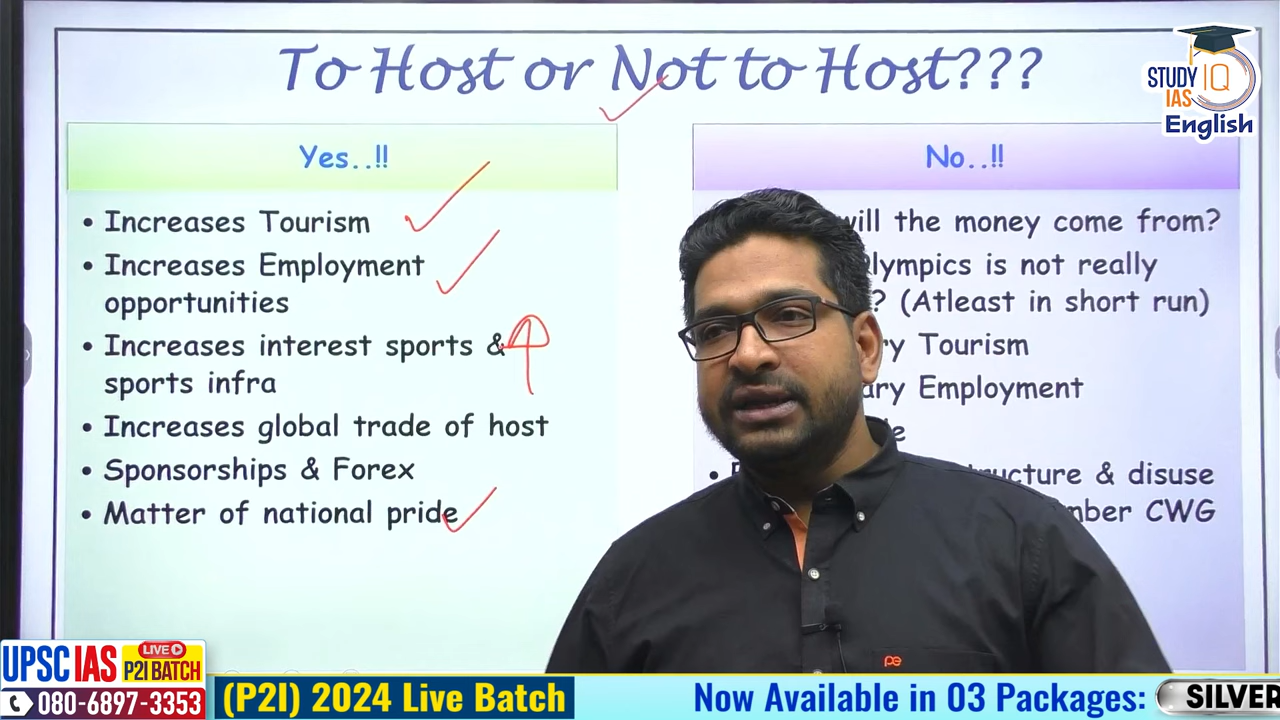 To Host or Not to Host???
STUDY IQ
IAS
English
Yes..!!
• Increases Tourism
• Increases Employment
opportunities
• Increases interest sports &
sports infra
• Increases global trade of host
• Sponsorships & Forex
• Matter of national pride
No..!!
will the money come from?
lympics is not really
? (Atleast in short run)
ry Tourism
ary Employment
e
tructure & disuse
mber CWG
pe
UPSC IAS
LIVE
P2I BATCH
080-6897-3353
(P2I) 2024 Live Batch
Now Available in 03 Packages:
SILVER